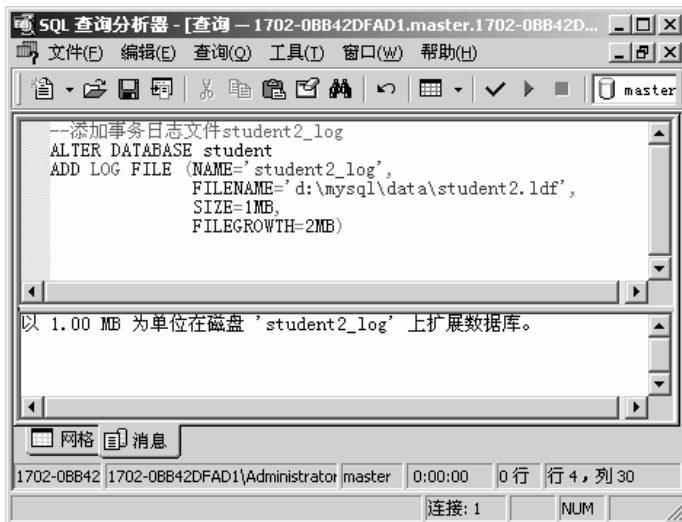 SQL 查询分析器 - [查询 — 1702-0BB42DFAD1.master.1702-0BB42D...
文件(F) 编辑(E) 查询(Q) 工具(T) 窗口(W) 帮助(H)
master
--添加事务日志文件student2_log
ALTER DATABASE student
ADD LOG FILE (NAME='student2_log',
FILENAME='d:\mysql\data\student2.ldf',
SIZE=1MB,
FILEGROWTH=2MB)
以 1.00 MB 为单位在磁盘 'student2_log' 上扩展数据库。
网格 消息
1702-0BB42 1702-0BB42DFAD1\Administrator master 0:00:00 0 行 行 4，列 30
连接: 1 NUM